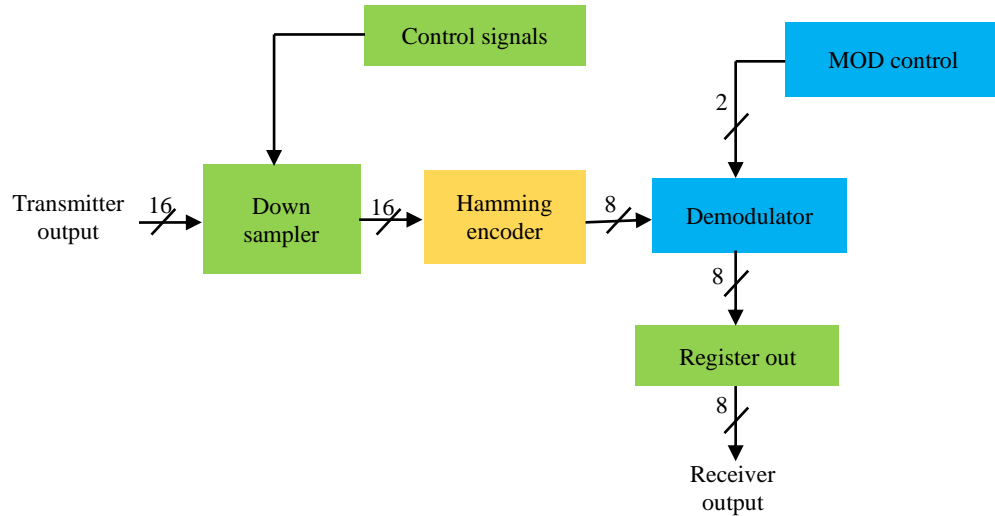 Control signals
MOD control
2
Transmitter
output
16
Down
sampler
16
Hamming
encoder
8
Demodulator
8
Register out
8
Receiver
output